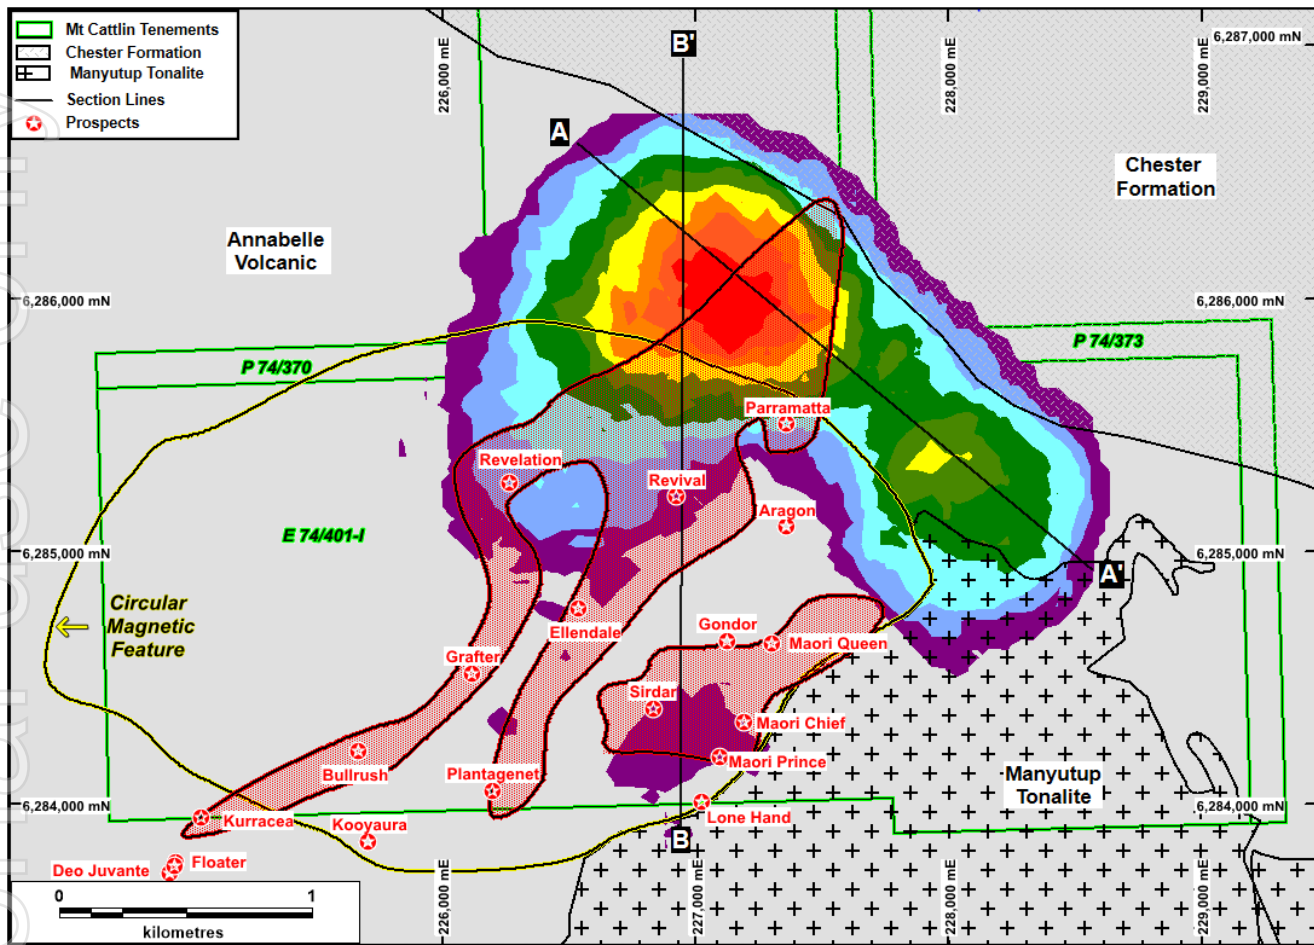 Mt Cattlin Tenements
Chester Formation
Manyutup Tonalite
Section Lines
Prospects
226,000 mE
B'
228,000 mE
229,000 mE
6,287,000 mN
A
Chester
Formation
Annabelle
Volcanic
6,286,000 mN
6,286,000 mN
P 74/370
P 74/373
Parramatta
Revelation
Revival
Aragon
E 74/401-I
6,285,000 mN
6,285,000 mN
A'
Circular
Magnetic
Feature
Ellendale
Gondor
Maori Queen
Grafter
Sirdar
Maori Chief
Maori Prince
Bullrush
Plantagenet
Manyutup
Tonalite
6,284,000 mN
6,284,000 mN
Kurracea
Kooyaura
Lone Hand
B
Deo Juvante
Floater
226,000 mE
227,000 mE
228,000 mE
229,000 mE
0
1
kilometres